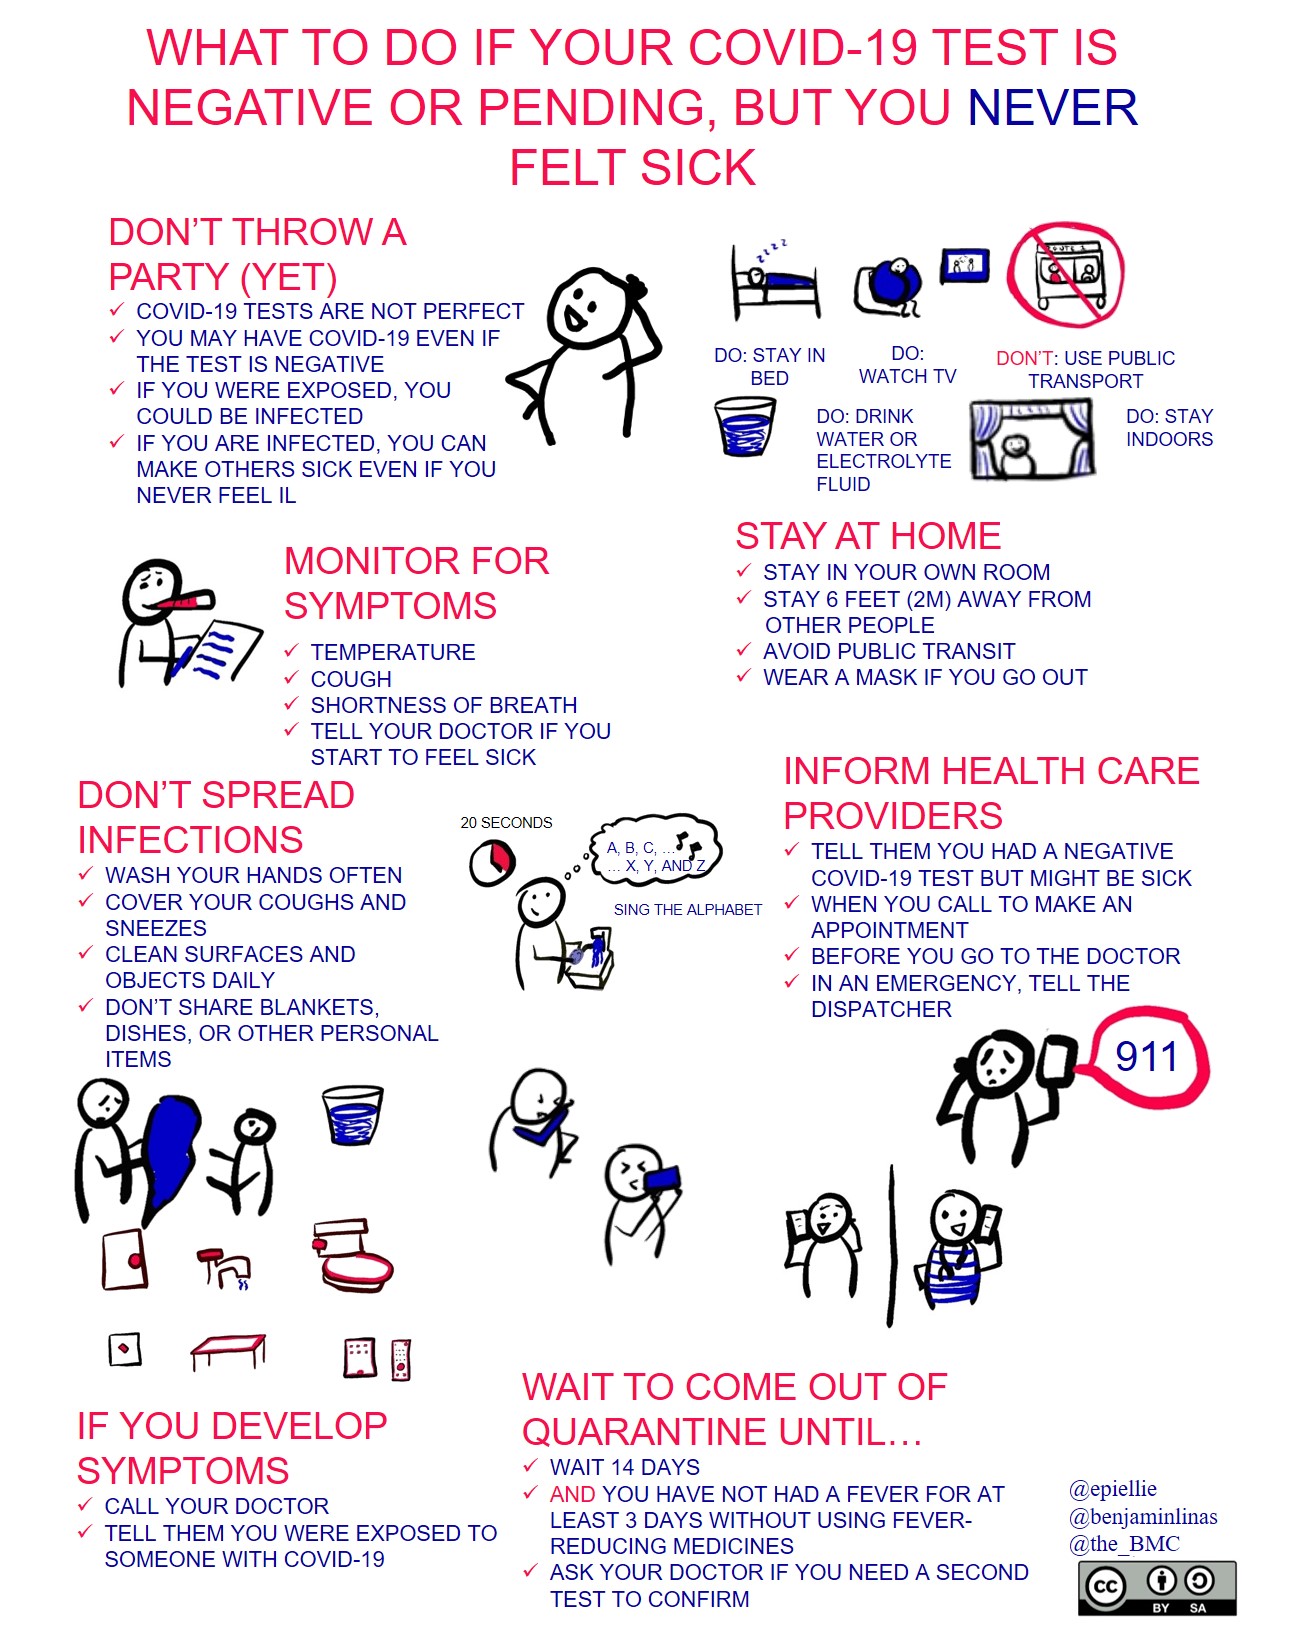 WHAT TO DO IF YOUR COVID-19 TEST IS
NEGATIVE OR PENDING, BUT YOU NEVER
FELT SICK
DON'T THROW A
PARTY (YET)
✓ COVID-19 TESTS ARE NOT PERFECT
✓ YOU MAY HAVE COVID-19 EVEN IF
THE TEST IS NEGATIVE
✓ IF YOU WERE EXPOSED, YOU
COULD BE INFECTED
✓ IF YOU ARE INFECTED, YOU CAN
MAKE OTHERS SICK EVEN IF YOU
NEVER FEEL IL
zzzz
ROUTE 1
DO: STAY IN
BED
DO:
WATCH TV
DON'T: USE PUBLIC
TRANSPORT
DO: DRINK
WATER OR
ELECTROLYTE
FLUID
DO: STAY
INDOORS
MONITOR FOR
SYMPTOMS
✓ TEMPERATURE
✓ COUGH
✓ SHORTNESS OF BREATH
✓ TELL YOUR DOCTOR IF YOU
START TO FEEL SICK
STAY AT HOME
✓ STAY IN YOUR OWN ROOM
✓ STAY 6 FEET (2M) AWAY FROM
OTHER PEOPLE
✓ AVOID PUBLIC TRANSIT
✓ WEAR A MASK IF YOU GO OUT
DON'T SPREAD
INFECTIONS
✓ WASH YOUR HANDS OFTEN
✓ COVER YOUR COUGHS AND
SNEEZES
✓ CLEAN SURFACES AND
OBJECTS DAILY
✓ DON'T SHARE BLANKETS,
DISHES, OR OTHER PERSONAL
ITEMS
20 SECONDS
A, B, C, ...
... X, Y, AND Z
SING THE ALPHABET
INFORM HEALTH CARE
PROVIDERS
✓ TELL THEM YOU HAD A NEGATIVE
COVID-19 TEST BUT MIGHT BE SICK
✓ WHEN YOU CALL TO MAKE AN
APPOINTMENT
✓ BEFORE YOU GO TO THE DOCTOR
✓ IN AN EMERGENCY, TELL THE
DISPATCHER
911
IF YOU DEVELOP
SYMPTOMS
✓ CALL YOUR DOCTOR
✓ TELL THEM YOU WERE EXPOSED TO
SOMEONE WITH COVID-19
WAIT TO COME OUT OF
QUARANTINE UNTIL…
✓ WAIT 14 DAYS
✓ AND YOU HAVE NOT HAD A FEVER FOR AT
LEAST 3 DAYS WITHOUT USING FEVER-
REDUCING MEDICINES
✓ ASK YOUR DOCTOR IF YOU NEED A SECOND
TEST TO CONFIRM
@epiellie
@benjaminlinas
@the_BMC
cc
BY SA